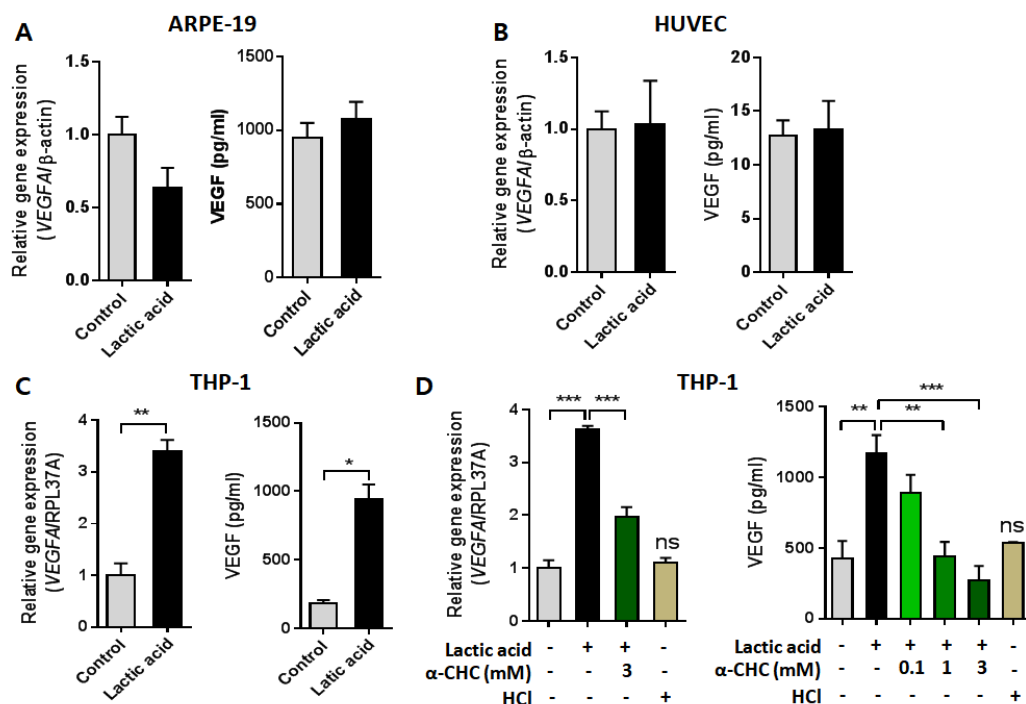 A
ARPE-19
Relative gene expression
(VEGFA/β-actin)
1.5
1.0
0.5
0.0
Control
Lactic acid
VEGF (pg/ml)
1500
1000
500
0
Control
Lactic acid
B
HUVEC
Relative gene expression
(VEGFA/β-actin)
1.5
1.0
0.5
0.0
Control
Lactic acid
VEGF
(pg/ml)
20
15
10
5
0
Control
Lactic acid
C
THP-1
Relative gene expression
(VEGFA/RPL37A)
4
3
2
1
0
**
Control
Lactic acid
VEGF
(pg/ml)
1500
1000
500
0
*
Control
Latic acid
D
THP-1
Relative gene expression
(VEGFA/RPL37A)
4
3
2
1
0
*** ***
ns
Lactic acid - + + -
α-CHC (mM) - - 3 -
HCl - - - +
VEGF
(pg/ml)
1500
1000
500
0
***
** **
ns
Lactic acid - + + + + -
α-CHC (mM) - - 0.1 1 3 -
HCl - - - - - +